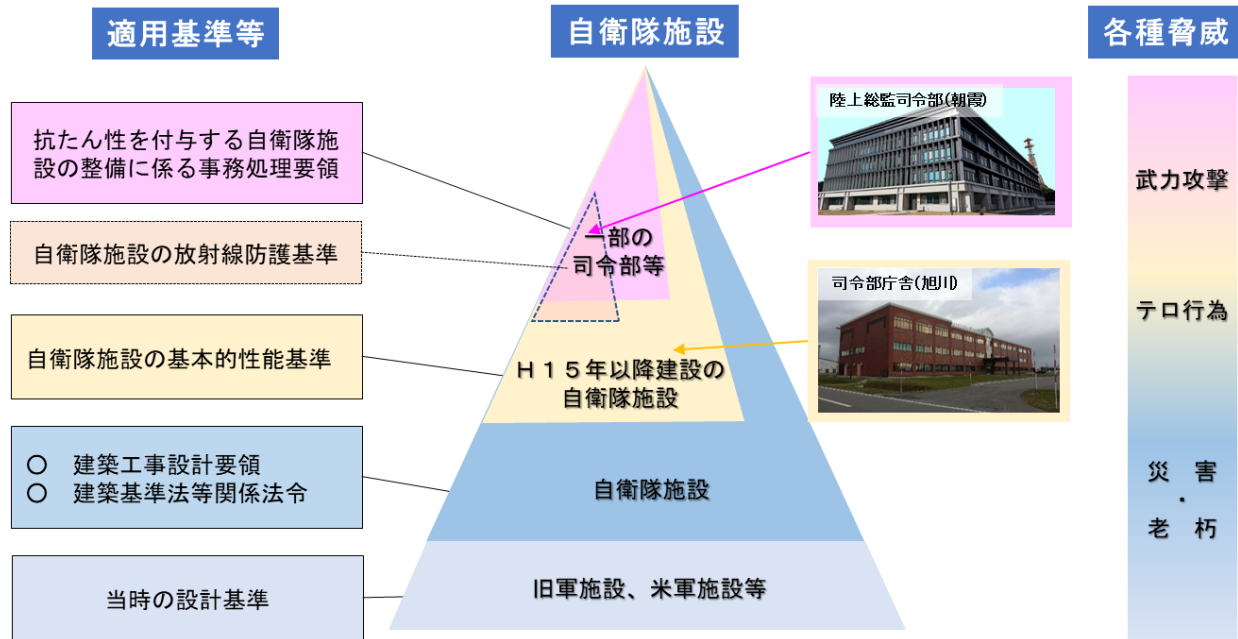 適用基準等
自衛隊施設
各種脅威
抗たん性を付与する自衛隊施
設の整備に係る事務処理要領
自衛隊施設の放射線防護基準
自衛隊施設の基本的性能基準
○ 建築工事設計要領
○ 建築基準法等関係法令
当時の設計基準
一部の
司令部等
H15年以降建設の
自衛隊施設
自衛隊施設
旧軍施設、米軍施設等
陸上総監司令部(朝霞)
司令部庁舎(旭川)
武力攻撃
テロ行為
災 害
・
老 朽